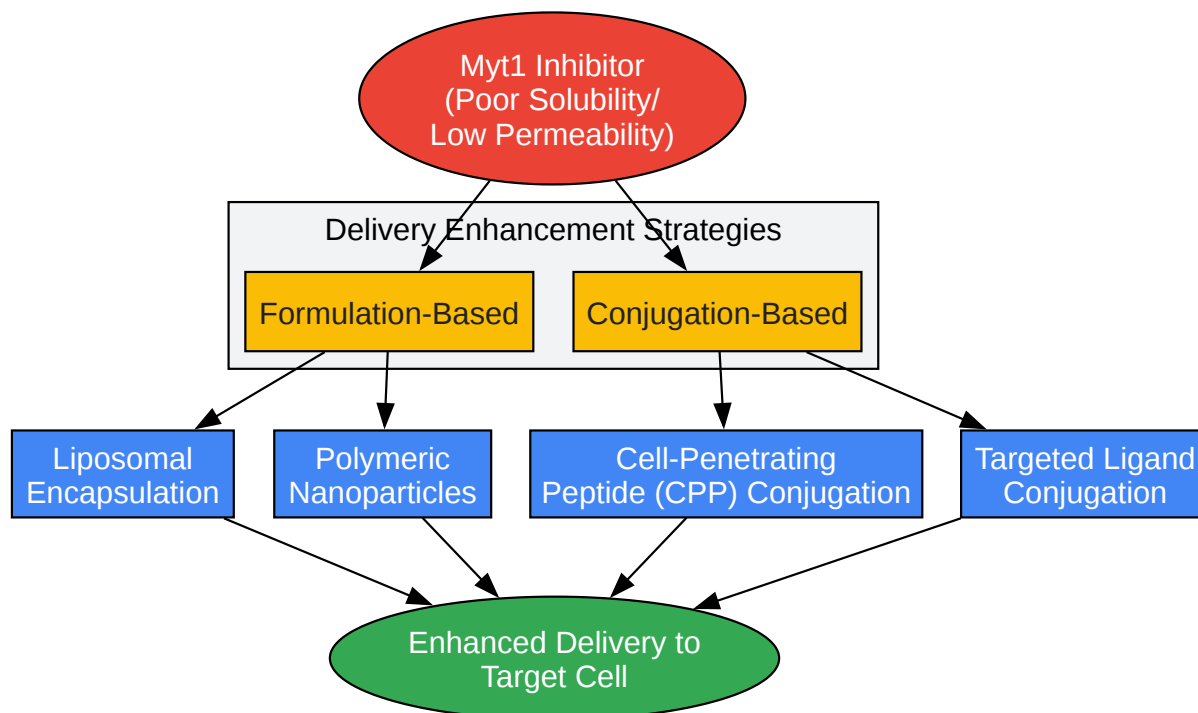 Myt1 Inhibitor
(Poor Solubility/
Low Permeability)
Delivery Enhancement Strategies
Formulation-Based
Conjugation-Based
Liposomal
Encapsulation
Polymeric
Nanoparticles
Cell-Penetrating
Peptide (CPP) Conjugation
Targeted Ligand
Conjugation
Enhanced Delivery to
Target Cell